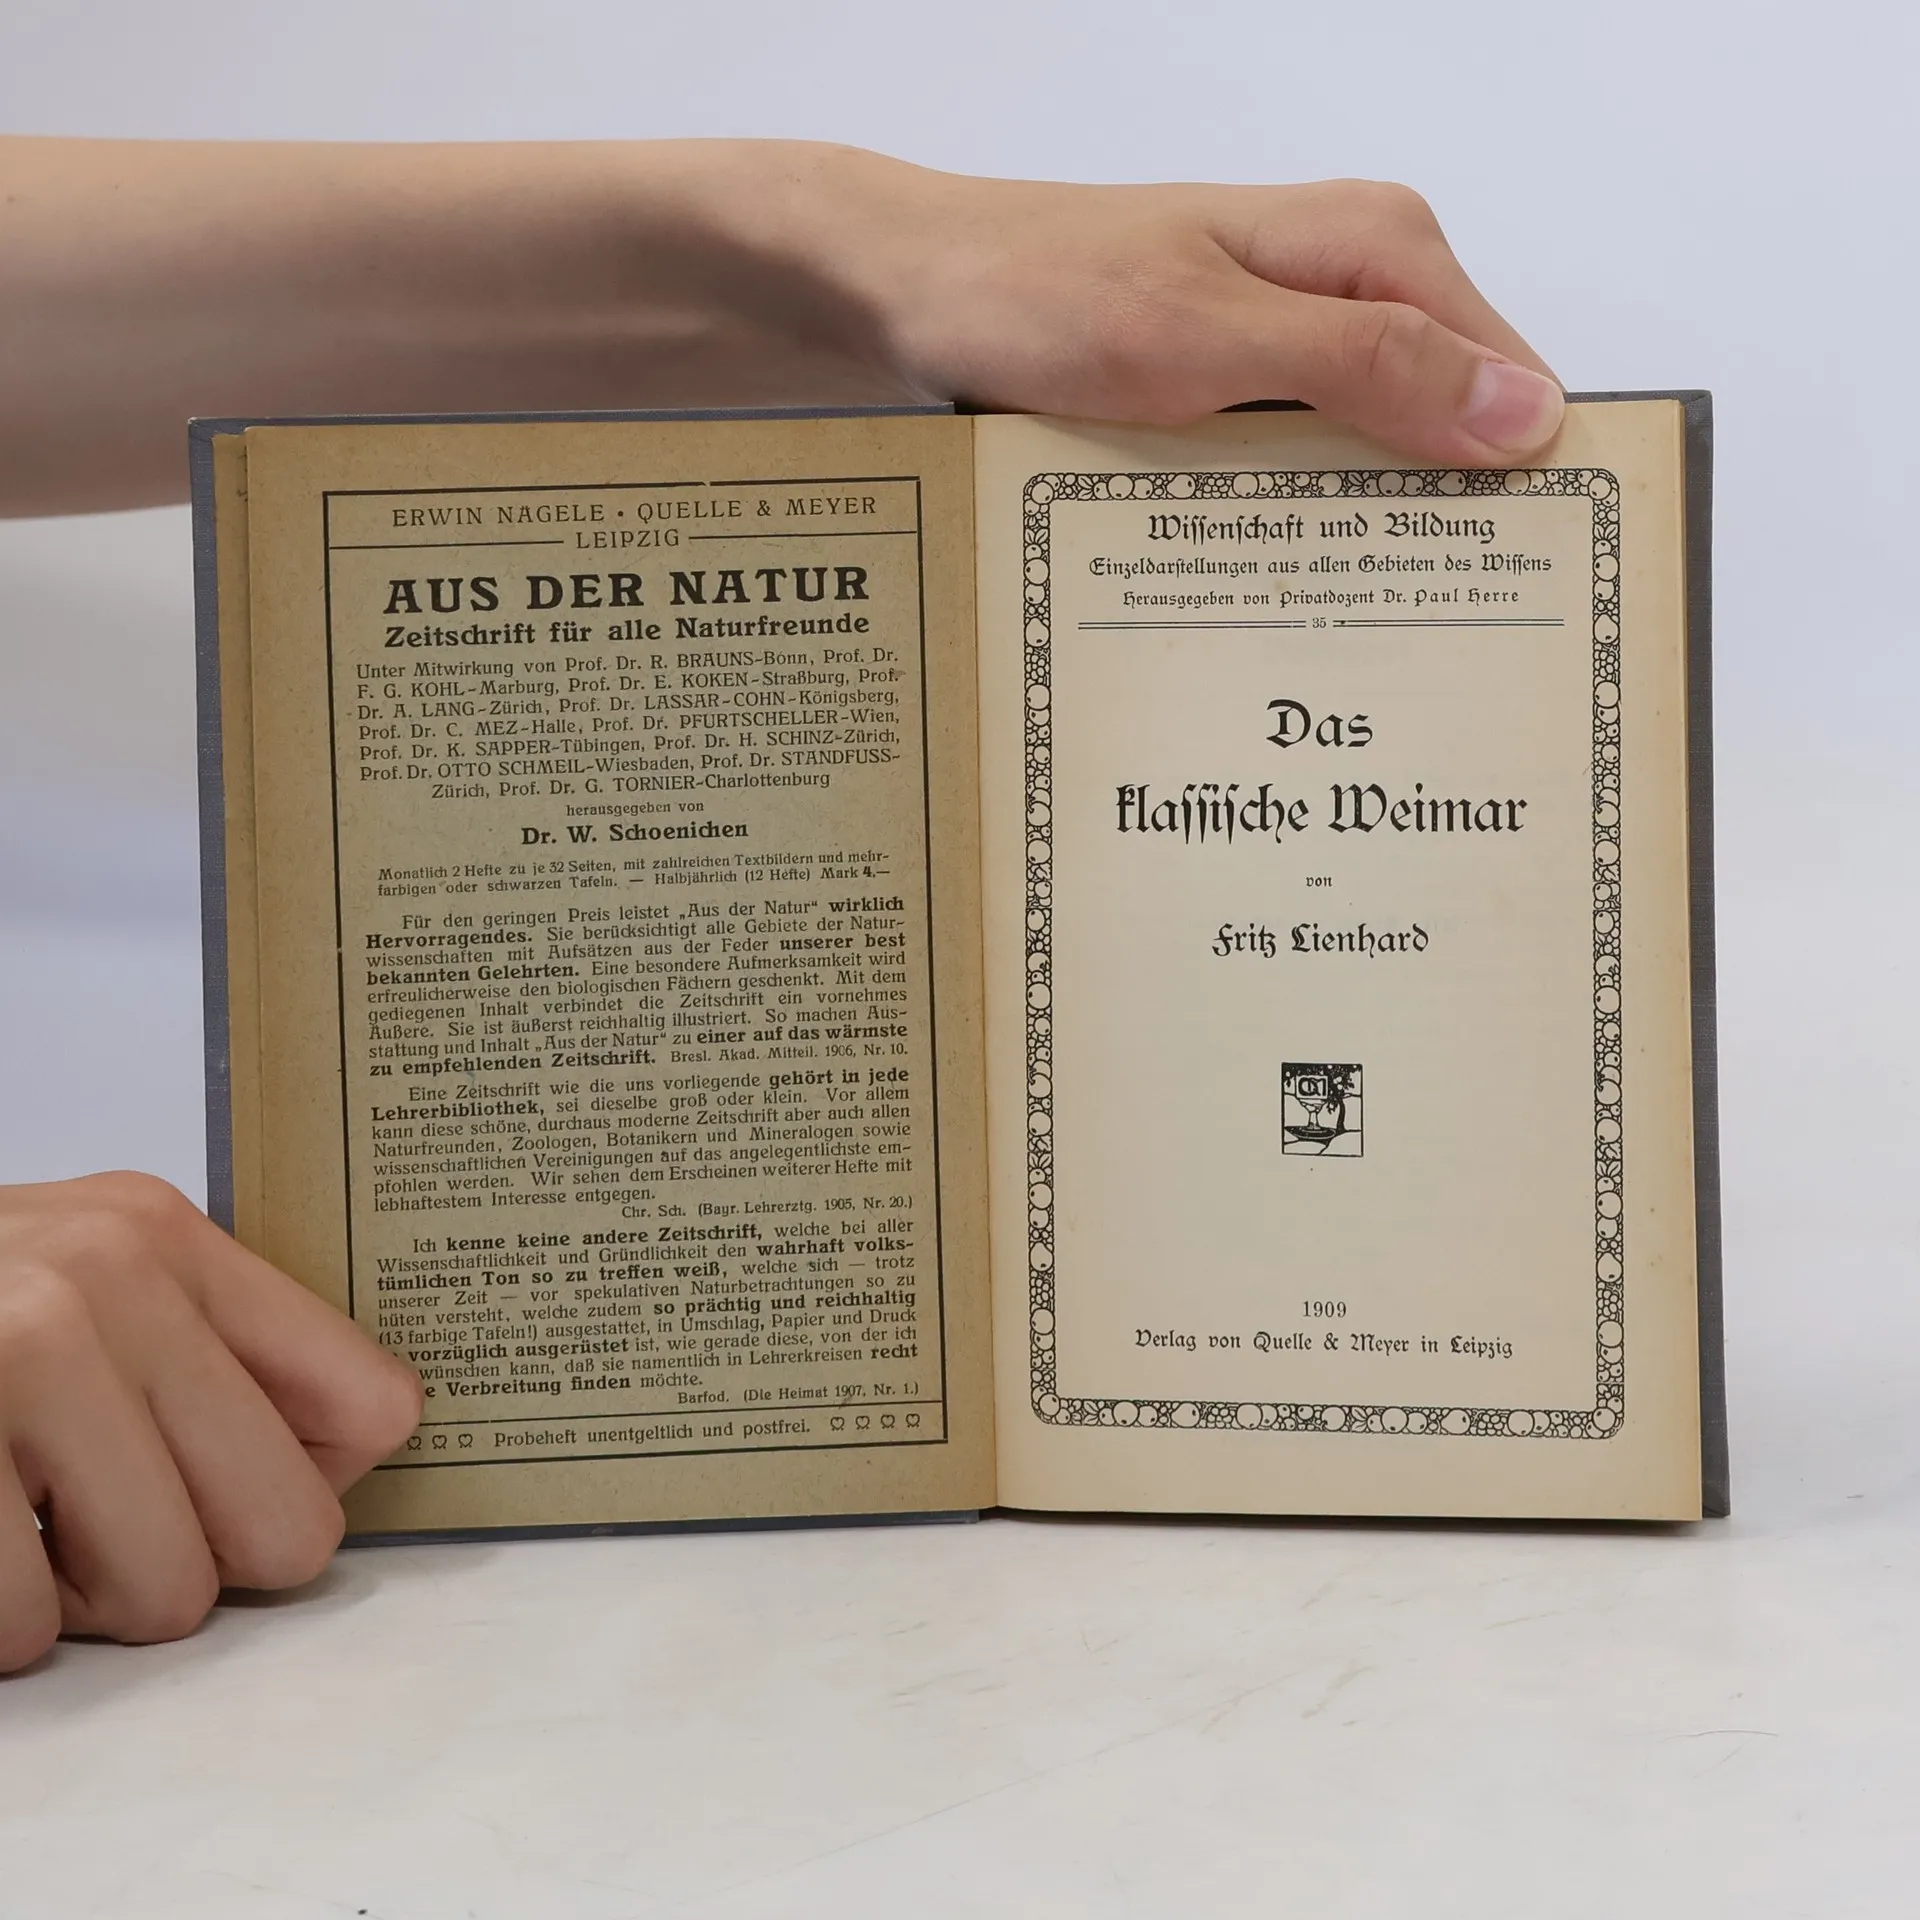 ERWIN NÄGELE • QUELLE & MEYER
LEIPZIG
AUS DER NATUR
Zeitschrift für alle Naturfreunde
Unter Mitwirkung von Prof. Dr. R. BRAUNS-Bonn, Prof. Dr.
F. G. KOHL-Marburg, Prof. Dr. E. KOKEN-Straßburg, Prof.
Dr. A. LANG-Zürich, Prof. Dr. LASSAR-COHN-Königsberg,
Prof. Dr. C. MEZ-Halle, Prof. Dr. PFURTSCHELLER-Wien,
Prof. Dr. K. SAPPER-Tübingen, Prof. Dr. H. SCHINZ-Zürich,
Prof. Dr. OTTO SCHMEIL-Wiesbaden, Prof. Dr. STANDFUSS-
Zürich, Prof. Dr. G. TORNIER-Charlottenburg
herausgegeben von
Dr. W. Schoenichen
Monatlich 2 Hefte zu je 32 Seiten, mit zahlreichen Textbildern und mehr-
farbigen oder schwarzen Tafeln. — Halbjährlich (12 Hefte) Mark 4,—
Für den geringen Preis leistet „Aus der Natur“ wirklich
Hervorragendes. Sie berücksichtigt alle Gebiete der Natur-
wissenschaften mit Aufsätzen aus der Feder unserer best
bekannten Gelehrten. Eine besondere Aufmerksamkeit wird
erfreulicherweise den biologischen Fächern geschenkt. Mit dem
gediegenen Inhalt verbindet die Zeitschrift ein vornehmes
Äußere. Sie ist äußerst reichhaltig illustriert. So machen Aus-
stattung und Inhalt „Aus der Natur“ zu einer auf das wärmste
zu empfehlenden Zeitschrift. Bresl. Akad. Mitteil. 1906, Nr. 10.
Eine Zeitschrift wie die uns vorliegende gehört in jede
Lehrerbibliothek, sei dieselbe groß oder klein. Vor allem
kann diese schöne, durchaus moderne Zeitschrift aber auch allen
Naturfreunden, Zoologen, Botanikern und Mineralogen sowie
wissenschaftlichen Vereinigungen auf das angelegentlichste em-
pfohlen werden. Wir sehen dem Erscheinen weiterer Hefte mit
lebhaftestem Interesse entgegen.
Chr. Sch. (Bayr. Lehrerztg. 1905, Nr. 20.)
Ich kenne keine andere Zeitschrift, welche bei aller
Wissenschaftlichkeit und Gründlichkeit den wahrhaft volks-
tümlichen Ton so zu treffen weiß, welche sich — trotz
unserer Zeit — vor spekulativen Naturbetrachtungen so zu
hüten versteht, welche zudem so prächtig und reichhaltig
(13 farbige Tafeln!) ausgestattet, in Umschlag, Papier und Druck
vorzüglich ausgerüstet ist, wie gerade diese, von der ich
wünschen kann, daß sie namentlich in Lehrerkreisen recht
Verbreitung finden möchte.
Barfod. (Die Heimat 1907, Nr. 1.)
Probeheft unentgeltlich und postfrei.
Wissenschaft und Bildung
Einzeldarstellungen aus allen Gebieten des Wissens
Herausgegeben von Privatdozent Dr. Paul Herre
35
Das
klassische Weimar
von
Fritz Lienhard
QM
1909
Verlag von Quelle & Meyer in Leipzig